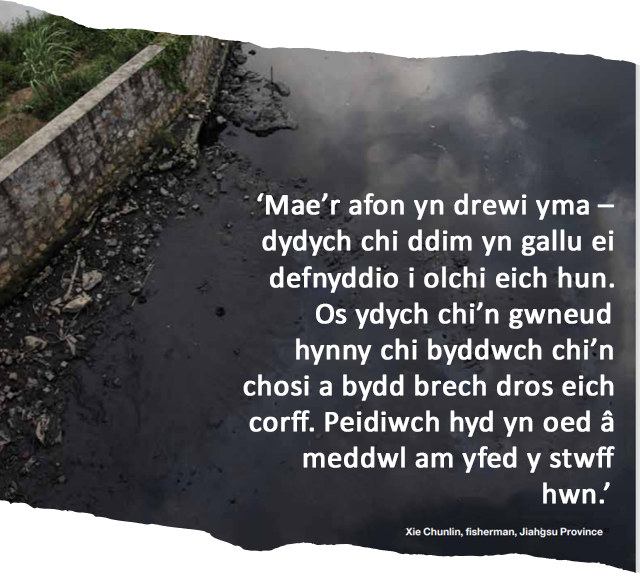 ‘Mae’r afon yn drewi yma –
dydych chi ddim yn gallu ei
defnyddio i olchi eich hun.
Os ydych chi’n gwneud
hynny chi byddwch chi’n
chosi a bydd brech dros eich
corff. Peidiwch hyd yn oed â
meddwl am yfed y stwff
hwn.’
Xie Chunlin, fisherman, Jiahgsu Province